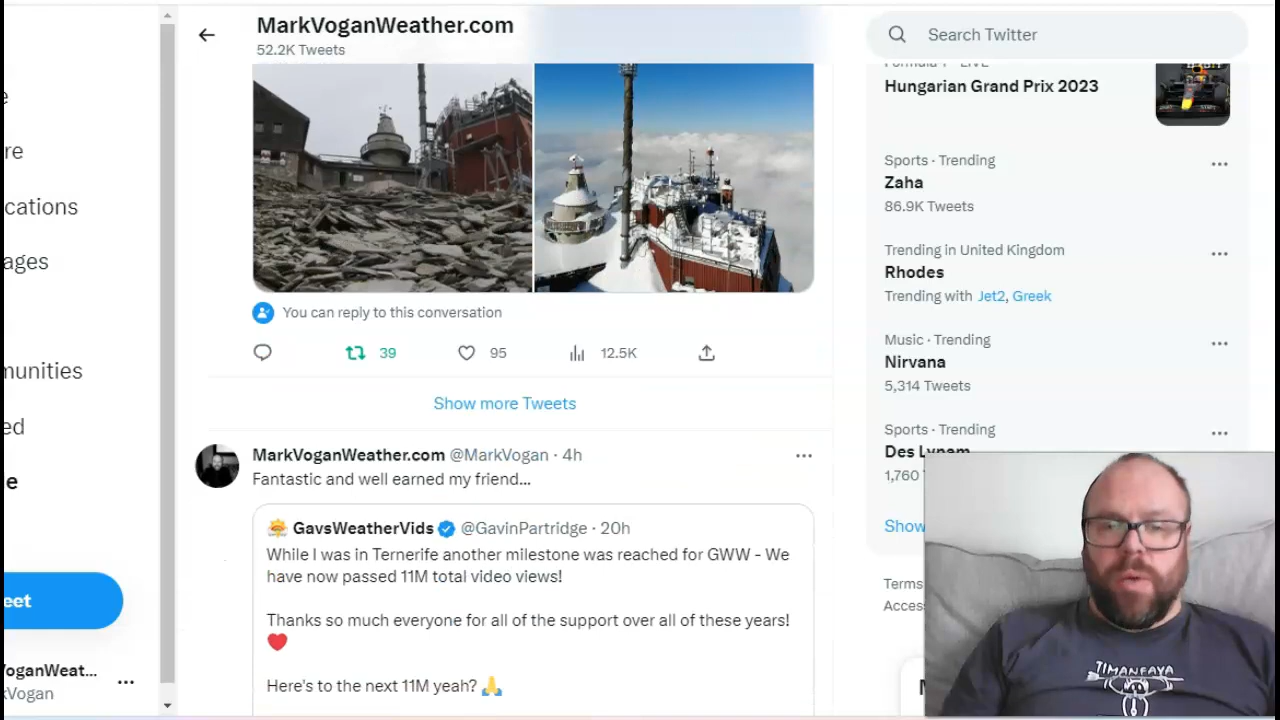 MarkVoganWeather.com
52.2K Tweets
You can reply to this conversation
39
95
12.5K
Show more Tweets
MarkVoganWeather.com @MarkVogan · 4h
Fantastic and well earned my friend...
GavsWeatherVids @GavinPartridge · 20h
While I was in Ternerife another milestone was reached for GWW - We
have now passed 11M total video views!
Thanks so much everyone for all of the support over all of these years!
Here's to the next 11M yeah?
Search Twitter
Hungarian Grand Prix 2023
Sports · Trending
Zaha
86.9K Tweets
Trending in United Kingdom
Rhodes
Trending with Jet2, Greek
Music · Trending
Nirvana
5,314 Tweets
Sports · Trending
Des Lynam
1,760
Show
Terms
Acces
re
cations
ages
munities
ed
e
eet
oganWeat...
Vogan
TIMANFAYA